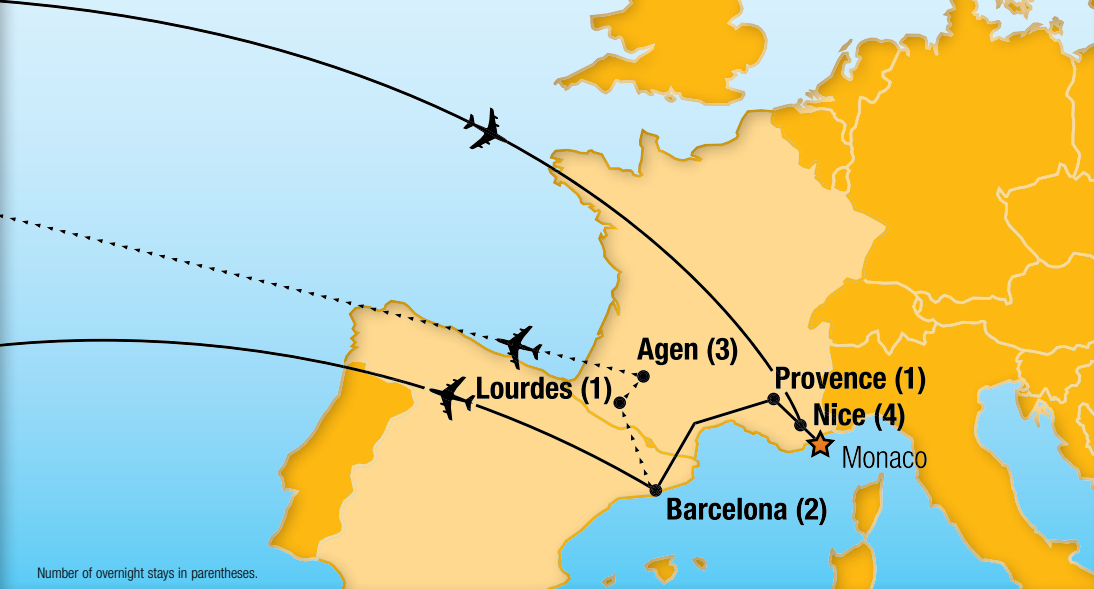 Agen (3)
Lourdes (1)
Provence (1)
Nice (4)
Monaco
Barcelona (2)
Number of overnight stays in parentheses.